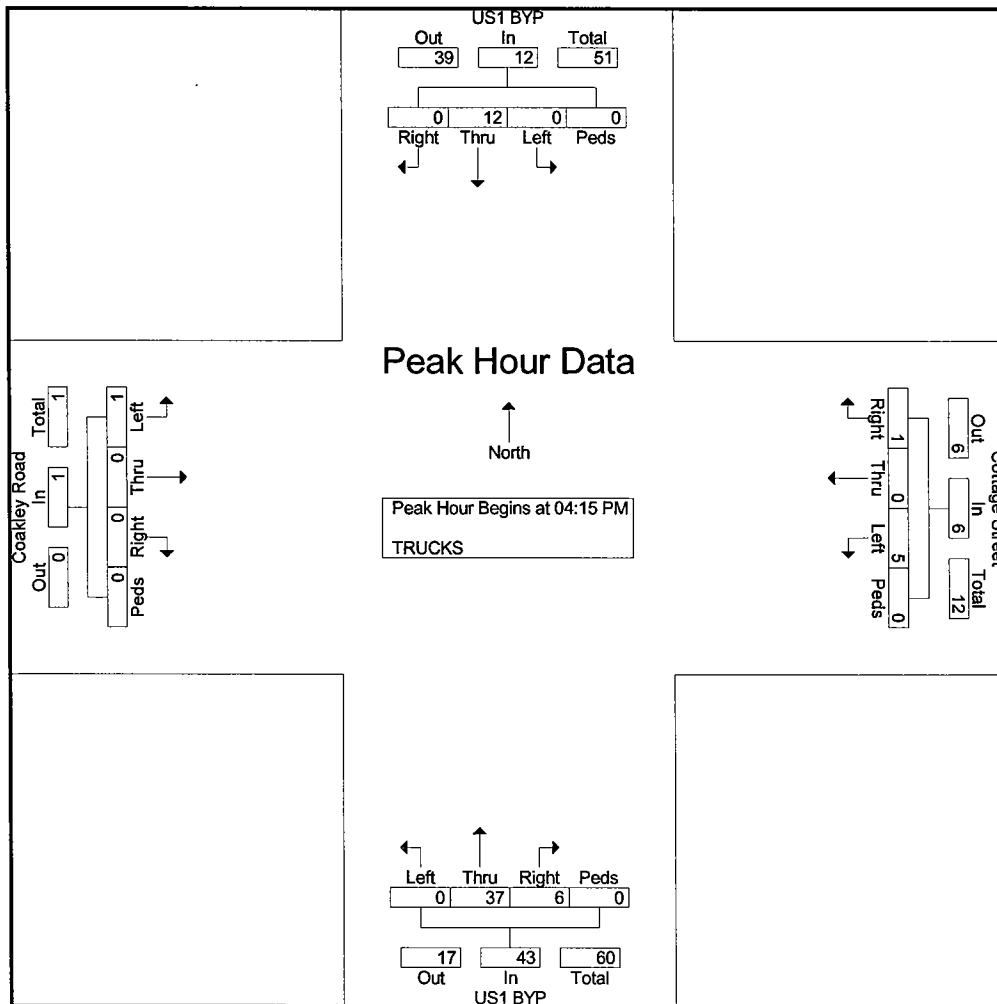 US1 BYP
Out In Total
39 12 51
0 12 0 0
Right Thru Left Peds
Peak Hour Data
North
Peak Hour Begins at 04:15 PM
TRUCKS
Coakley Road
Out In Total
0 1 1
1 0 0 0
Left Thru Right Peds
Cottage Street
Out In Total
6 6 12
1 0 5 0
Right Thru Left Peds
Left Thru Right Peds
0 37 6 0
17 43 60
Out In Total
US1 BYP